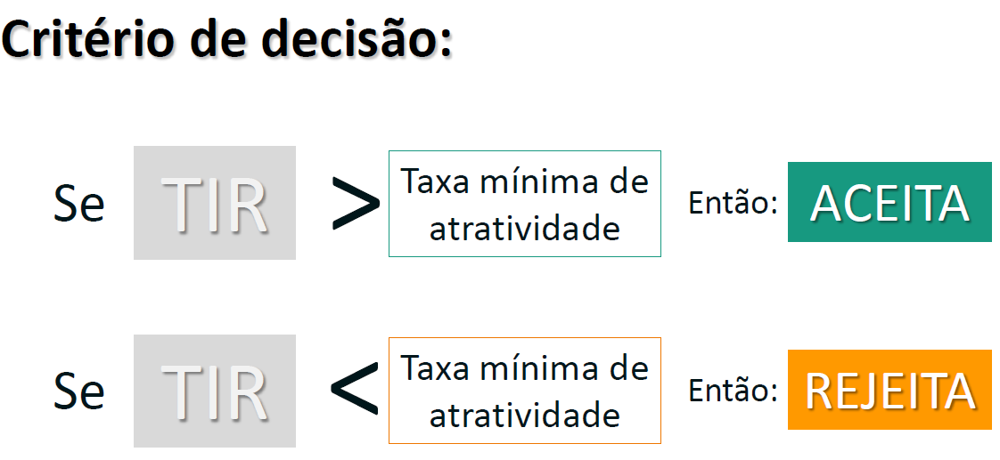 Critério de decisão:
Se TIR > Taxa mínima de atratividade Então: ACEITA
Se TIR < Taxa mínima de atratividade Então: REJEITA